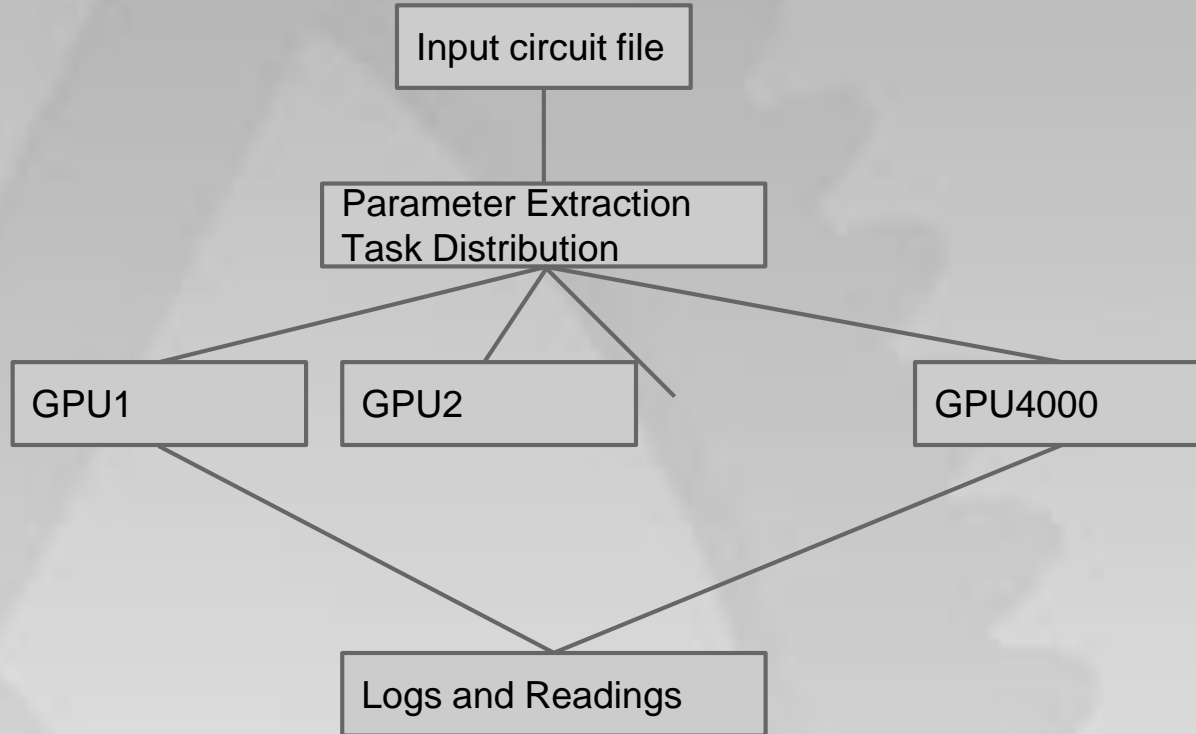 Input circuit file
Parameter Extraction
Task Distribution
GPU1
GPU2
GPU4000
Logs and Readings